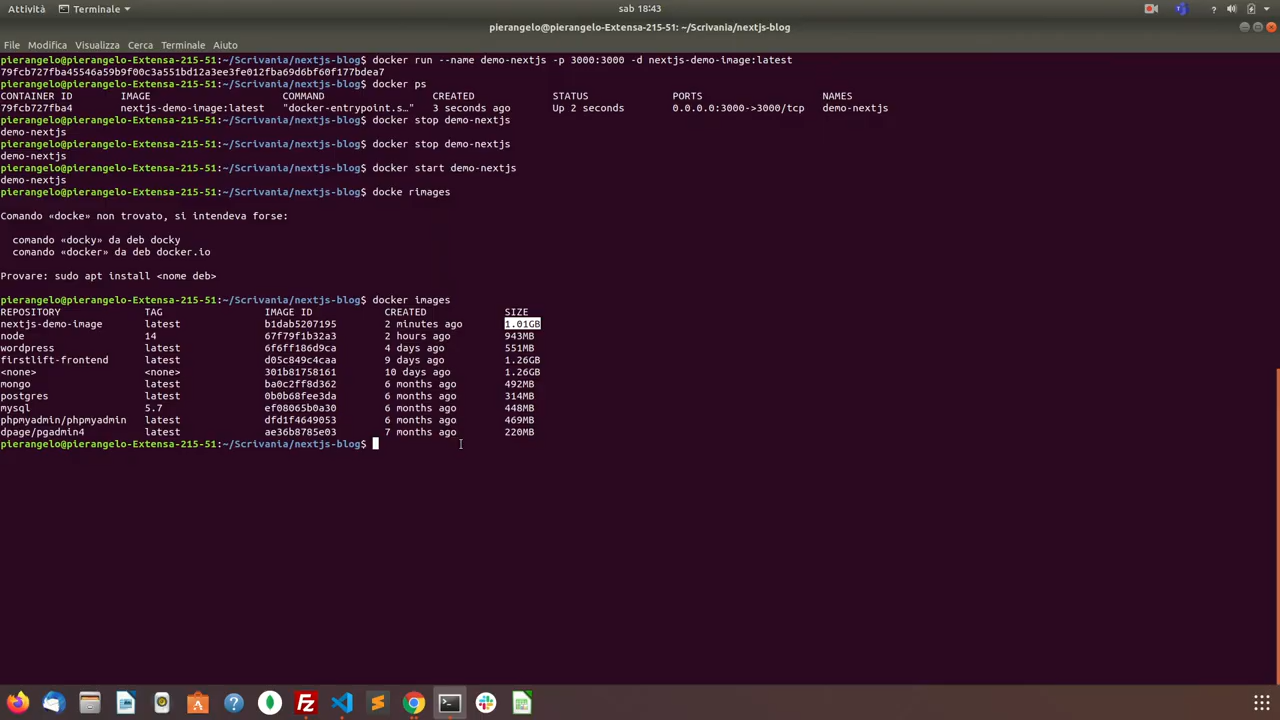 Attività Terminale sab 18:43
pierangelo@pierangelo-Extensa-215-51: ~/Scrivania/nextjs-blog
File Modifica Visualizza Cerca Terminale Aiuto
pierangelo@pierangelo-Extensa-215-51:~/Scrivania/nextjs-blog$ docker run --name demo-nextjs -p 3000:3000 -d nextjs-demo-image:latest
79fcb727fba45546a59b9f00c3a551bd12a3ee3fe012fba69d6bf60f177bdea7
pierangelo@pierangelo-Extensa-215-51:~/Scrivania/nextjs-blog$ docker ps
CONTAINER ID IMAGE COMMAND CREATED STATUS PORTS NAMES
79fcb727fba4 nextjs-demo-image:latest "docker-entrypoint.s…" 3 seconds ago Up 2 seconds 0.0.0.0:3000->3000/tcp demo-nextjs
pierangelo@pierangelo-Extensa-215-51:~/Scrivania/nextjs-blog$ docker stop demo-nextjs
demo-nextjs
pierangelo@pierangelo-Extensa-215-51:~/Scrivania/nextjs-blog$ docker stop demo-nextjs
demo-nextjs
pierangelo@pierangelo-Extensa-215-51:~/Scrivania/nextjs-blog$ docker start demo-nextjs
demo-nextjs
pierangelo@pierangelo-Extensa-215-51:~/Scrivania/nextjs-blog$ docke rimages
Comando «docke» non trovato, si intendeva forse:
comando «docky» da deb docky
comando «docker» da deb docker.io
Provare: sudo apt install <nome deb>
pierangelo@pierangelo-Extensa-215-51:~/Scrivania/nextjs-blog$ docker images
REPOSITORY TAG IMAGE ID CREATED SIZE
nextjs-demo-image latest b1dab5207195 2 minutes ago 1.01GB
node 14 67f79f1b32a3 2 hours ago 943MB
wordpress latest 6f6ff186d9ca 4 days ago 551MB
firstlift-frontend latest d05c849c4caa 9 days ago 1.26GB
<none> <none> 301b81758161 10 days ago 1.26GB
mongo latest ba0c2ff8d362 6 months ago 492MB
postgres latest 0b0b68fee3da 6 months ago 314MB
mysql 5.7 ef08065b0a30 6 months ago 448MB
phpmyadmin/phpmyadmin latest dfd1f4649053 6 months ago 469MB
dpage/pgadmin4 latest ae36b8785e03 7 months ago 220MB
pierangelo@pierangelo-Extensa-215-51:~/Scrivania/nextjs-blog$